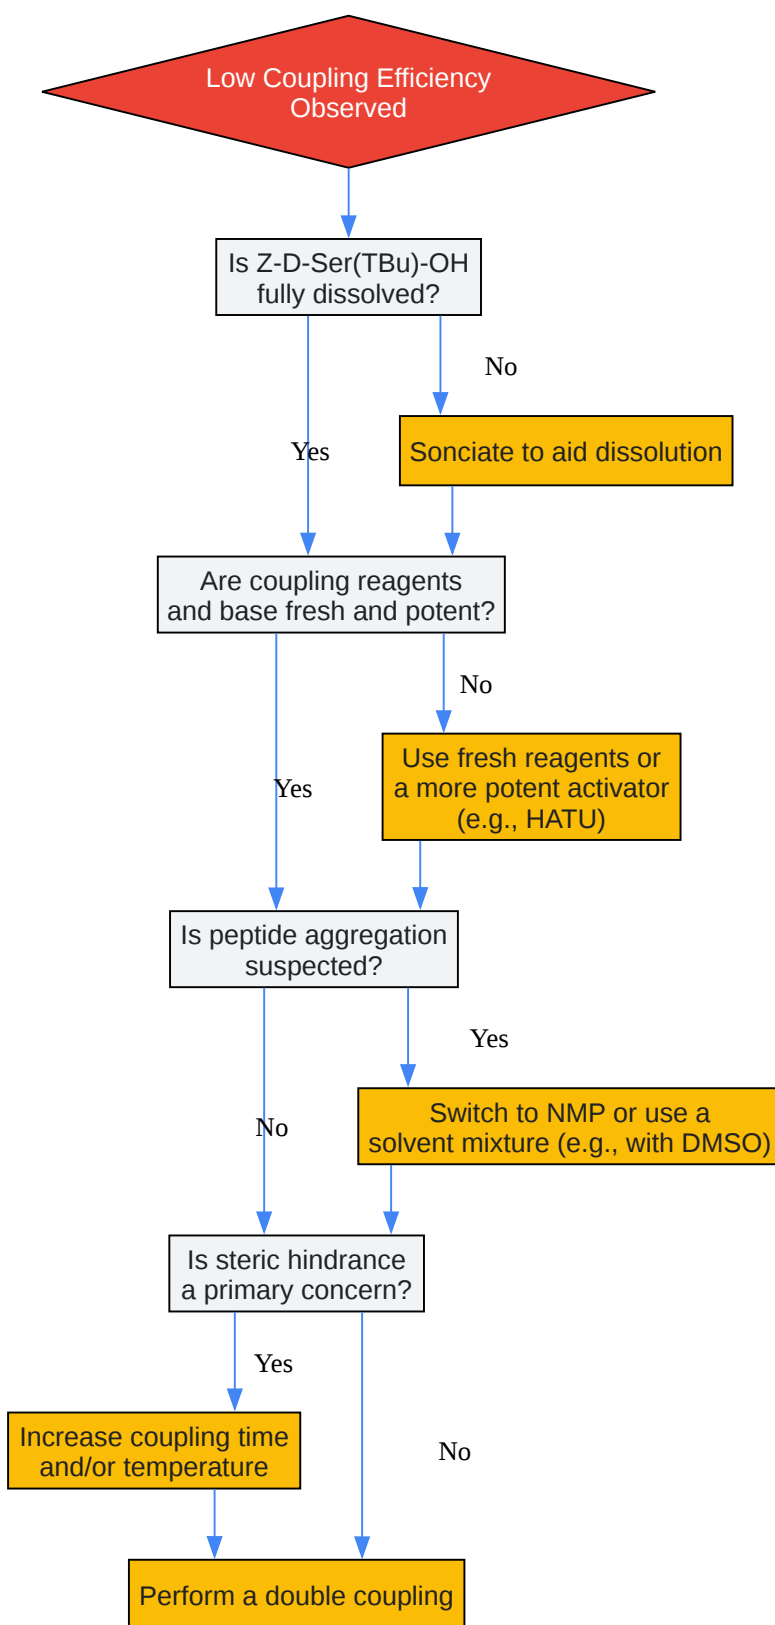 Low Coupling Efficiency
Observed
Is Z-D-Ser(TBu)-OH
fully dissolved?
No
Yes
Sonciate to aid dissolution
Are coupling reagents
and base fresh and potent?
No
Use fresh reagents or
a more potent activator
(e.g., HATU)
Yes
Is peptide aggregation
suspected?
Yes
Switch to NMP or use a
solvent mixture (e.g., with DMSO)
No
Is steric hindrance
a primary concern?
Yes
Increase coupling time
and/or temperature
No
Perform a double coupling